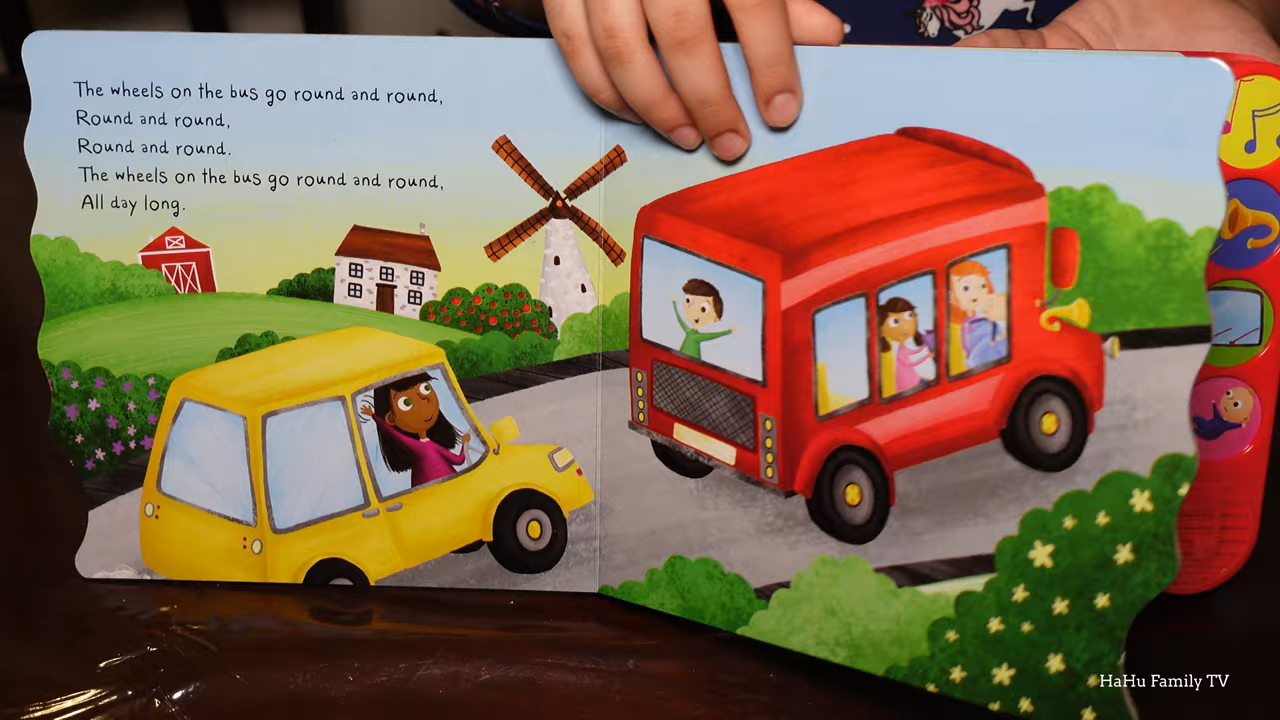 The wheels on the bus go round and round,
Round and round,
Round and round.
The wheels on the bus go round and round,
All day long.
HaHu Family TV